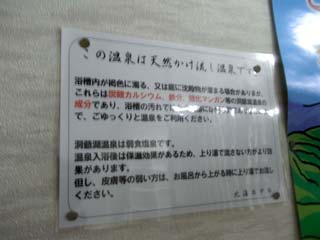 この温泉は天然かけ流し温泉です
浴槽内が褐色に濁る、又は底に沈殿物が溜まる場合がありますが、
これらは炭酸カルシウム、鉄分、酸化マンガン等の洞爺湖温泉の
成分であり、浴槽の汚れでは
で、ごゆっくりと温泉をご利用ください。
洞爺湖温泉は弱食塩泉です。
温泉入浴後は保温効果があるため、上り湯で流さない方がより効
果があります。
但し、皮膚等の弱い方は、お風呂から上がる時に上り湯でお流し
ください。
北海ホテル